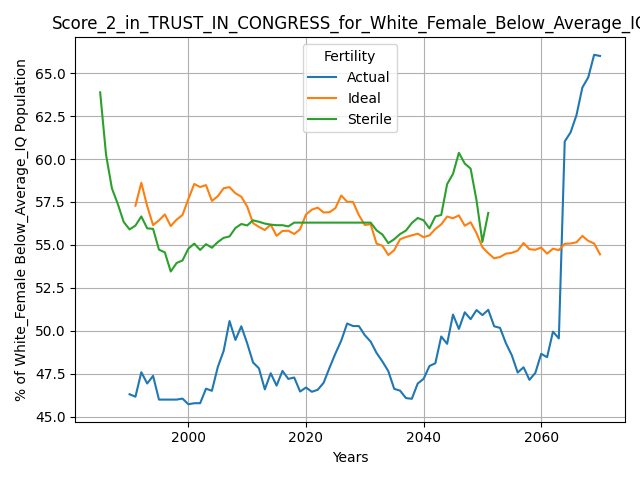 Score_2_in_TRUST_IN_CONGRESS_for_White_Female_Below_Average_IQ
% of White_Female Below_Average_IQ Population
65.0
62.5
60.0
57.5
55.0
52.5
50.0
47.5
45.0
Fertility
Actual
Ideal
Sterile
2000
2020
2040
2060
Years